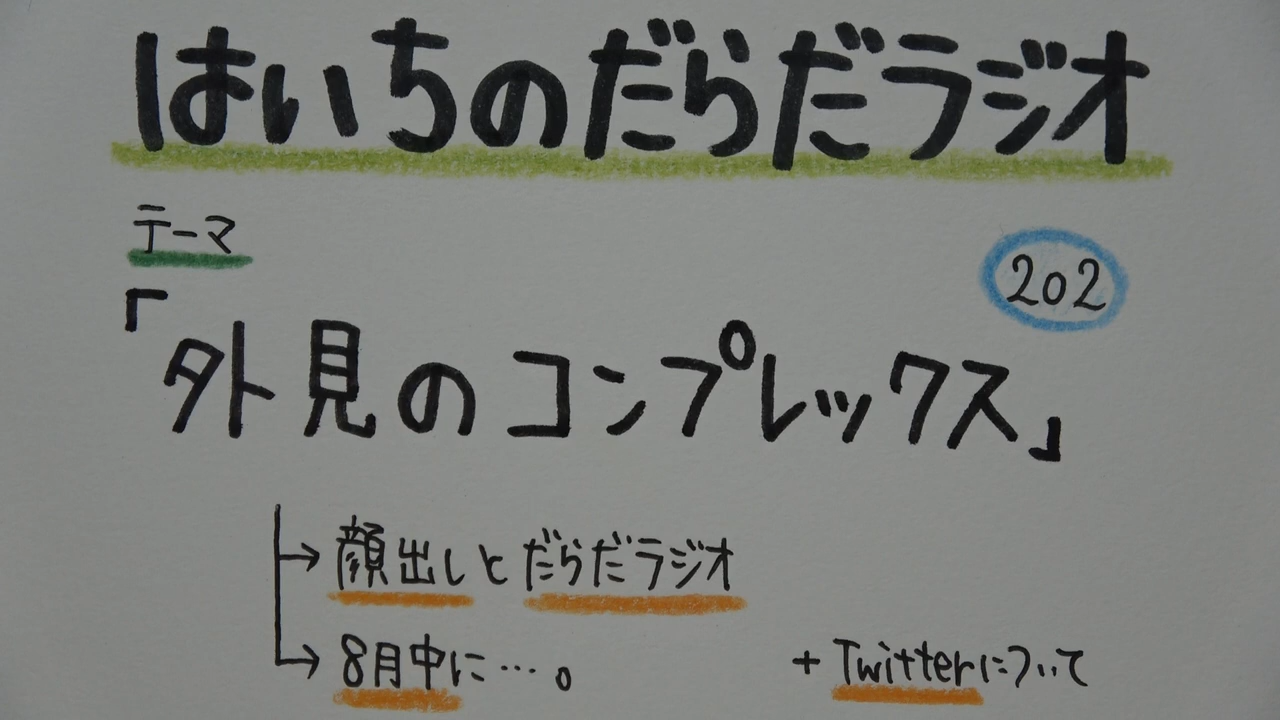 はいちのだらだラジオ
テーマ
202
「外見のコンプレックス」
→顔出しとだらだラジオ
→8月中に…。
+Twitterについて